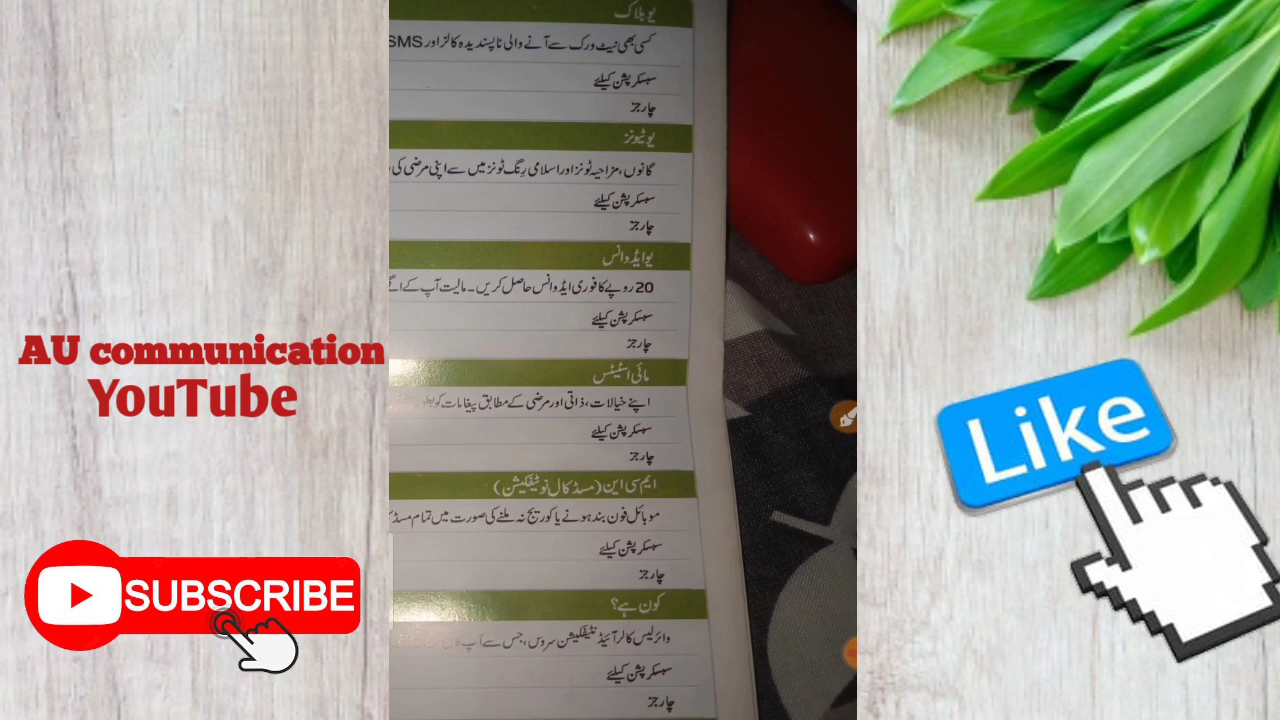 AU communication
YouTube
SUBSCRIBE
یو بلاک
کسی بھی نیٹ ورک سے آنے والی ناپسندیدہ کالز اور SMS
سبسکرپشن کیلئے
چارجز
یو ٹیونز
گانوں، مزاحیہ ٹونز اور اسلامی رِنگ ٹونز میں سے اپنی مرضی کی
سبسکرپشن کیلئے
چارجز
یو ایڈوانس
20 روپے کا فوری ایڈوانس حاصل کریں۔ مالیت آپ کے
سبسکرپشن کیلئے
چارجز
مائی اسٹیٹس
اپنے خیالات، ذاتی اور مرضی کے مطابق پیغامات کو
سبسکرپشن کیلئے
چارجز
ایم سی این (مسڈ کال نوٹیفکیشن)
موبائل فون بند ہونے یا کوریج نہ ملنے کی صورت میں تمام مسڈ
سبسکرپشن کیلئے
چارجز
کون ہے؟
وائرلیس کالر آئیڈنٹیفکیشن سروس، جس سے آپ
سبسکرپشن کیلئے
چارجز
Like